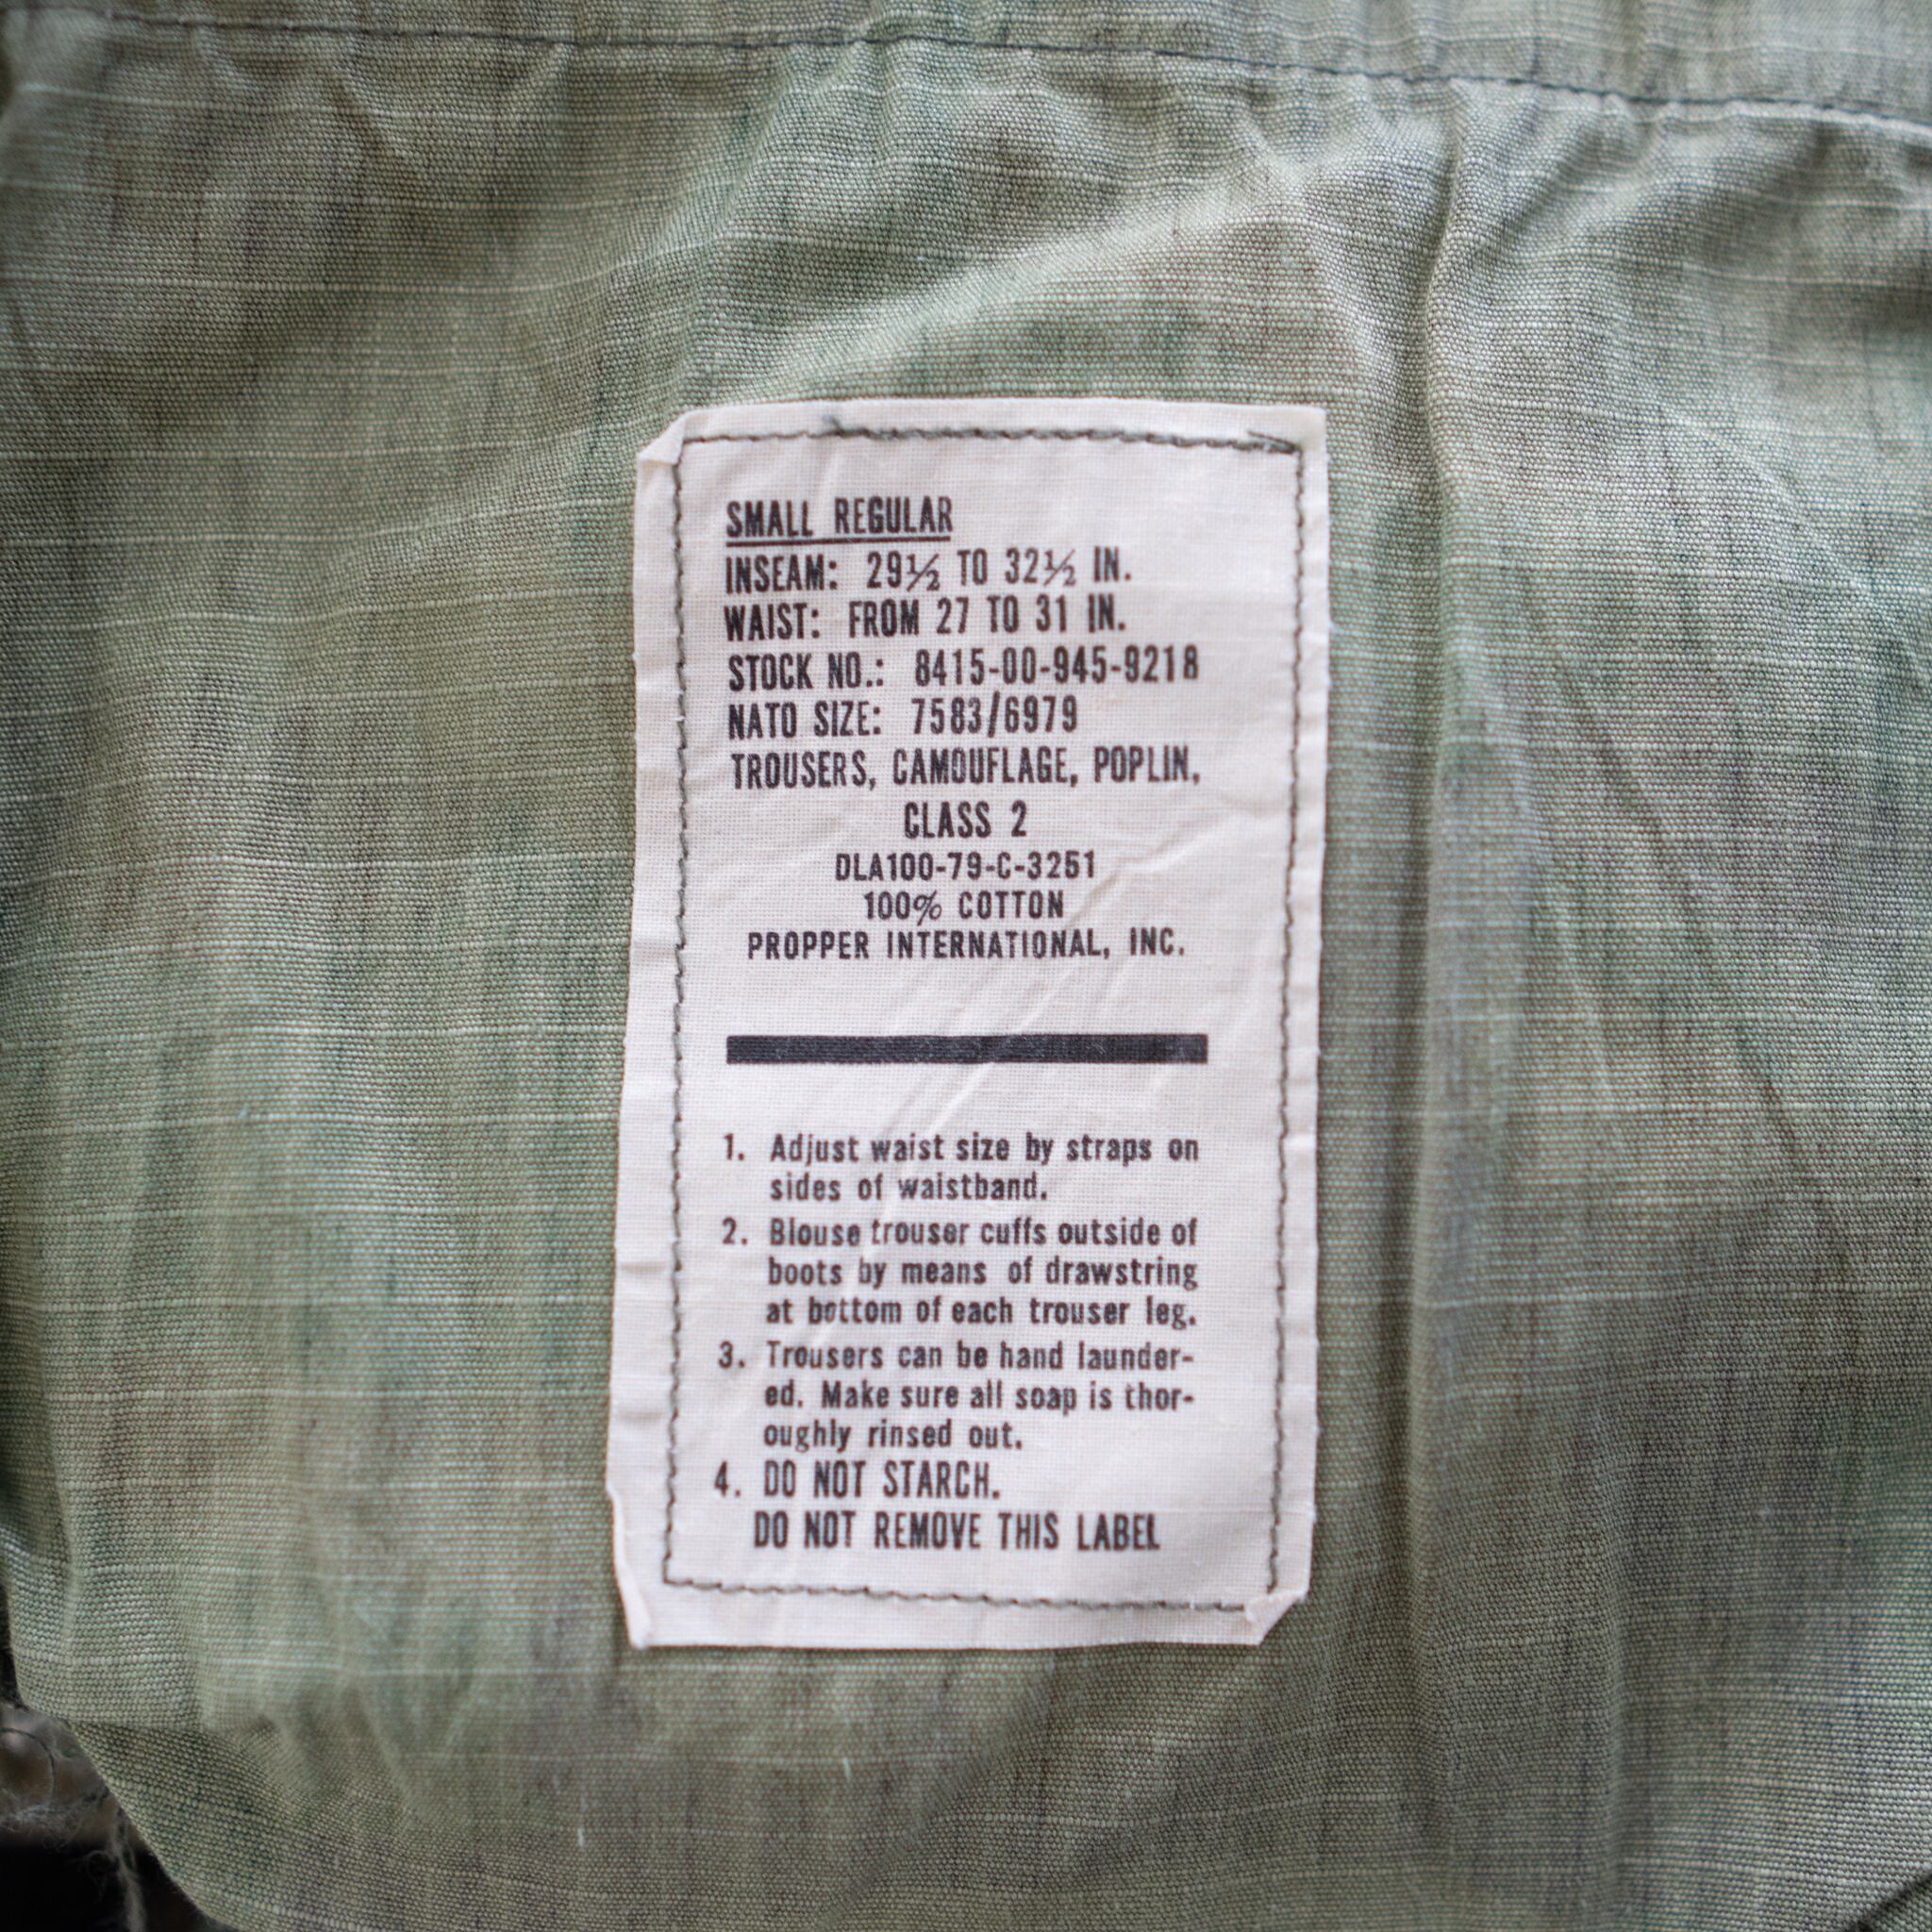 SMALL REGULAR
INSEAM: 29½ TO 32½ IN.
WAIST: FROM 27 TO 31 IN.
STOCK NO.: 8415-00-945-9218
NATO SIZE: 7583/6979
TROUSERS, CAMOUFLAGE, POPLIN,
CLASS 2
DLA100-79-C-3251
100% COTTON
PROPPER INTERNATIONAL, INC.
1. Adjust waist size by straps on
sides of waistband.
2. Blouse trouser cuffs outside of
boots by means of drawstring
at bottom of each trouser leg.
3. Trousers can be hand launder-
ed. Make sure all soap is thor-
oughly rinsed out.
4. DO NOT STARCH.
DO NOT REMOVE THIS LABEL